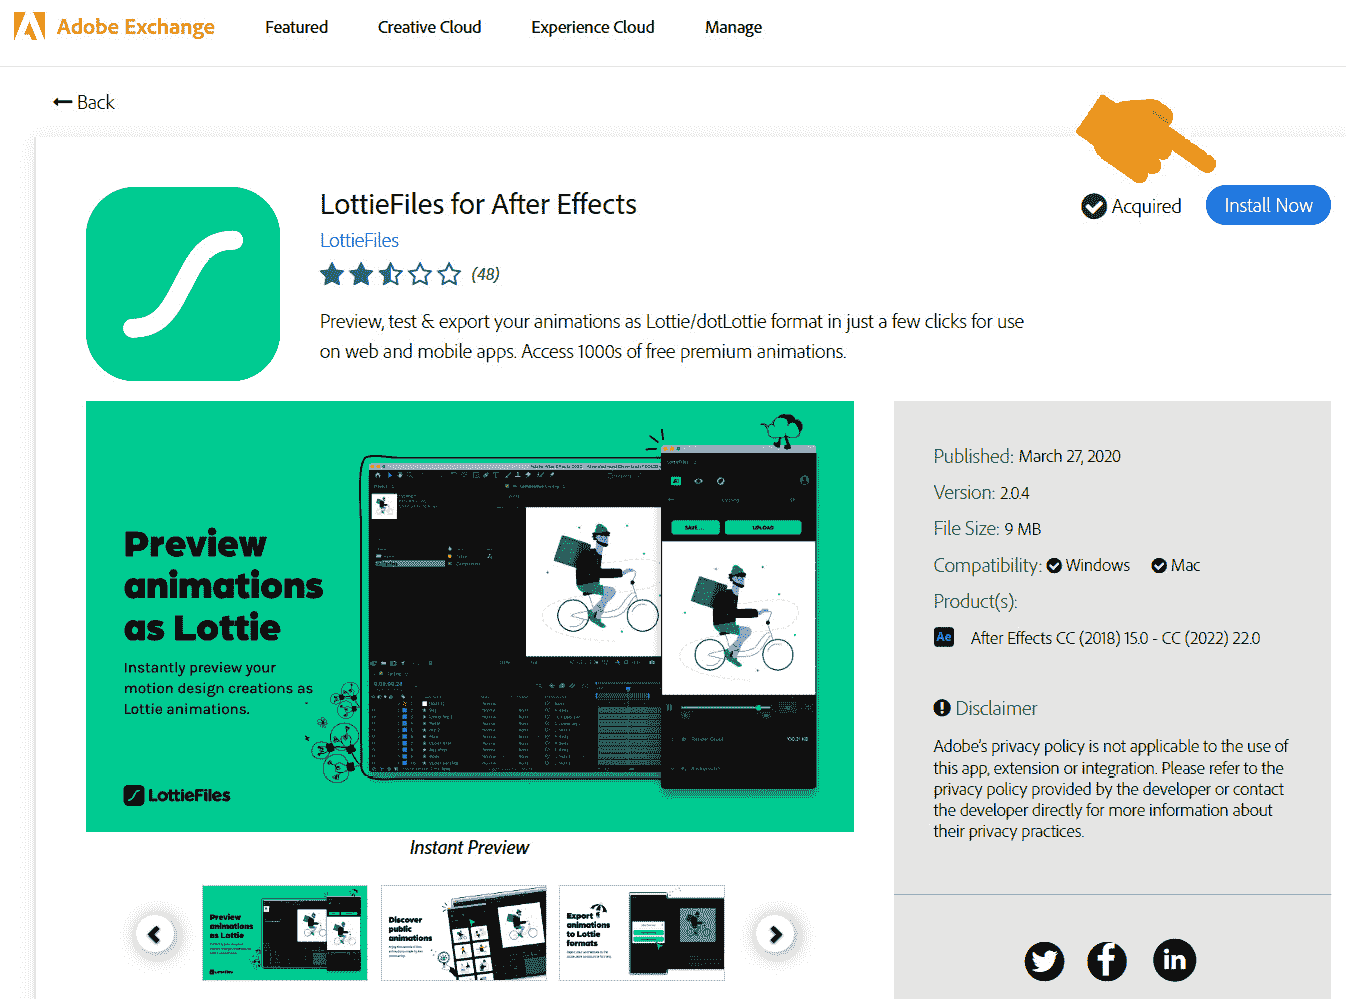 Adobe Exchange
Featured
Creative Cloud
Experience Cloud
Manage
Back
LottieFiles for After Effects
Acquired
Install Now
LottieFiles
(48)
Preview, test & export your animations as Lottie/dotLottie format in just a few clicks for use
on web and mobile apps. Access 1000s of free premium animations.
Preview
animations
as Lottie
Instantly preview your
motion design creations as
Lottie animations.
LottieFiles
SAVE...
UPLOAD
Instant Preview
Preview
animations
as Lottie
LottieFiles
Discover
public
animations
Export
animations
to Lottie
formats
Published: March 27, 2020
Version: 2.0.4
File Size: 9 MB
Compatibility: Windows Mac
Product(s):
Ae After Effects CC (2018) 15.0 - CC (2022) 22.0
Disclaimer
Adobe's privacy policy is not applicable to the use of
this app, extension or integration. Please refer to the
privacy policy provided by the developer or contact
the developer directly for more information about
their privacy practices.
f
in